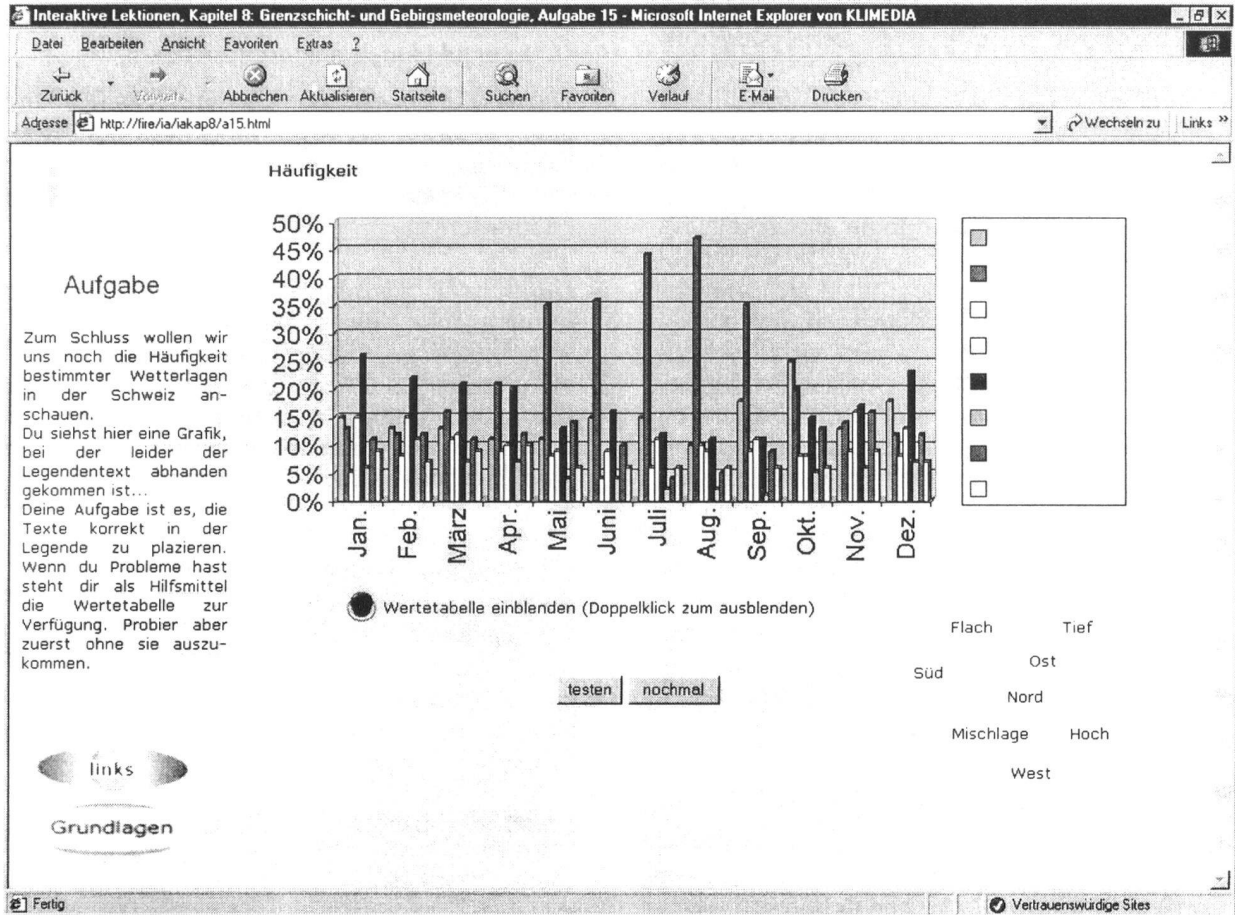 Interaktive Lektionen, Kapitel 8: Grenzschicht- und Gebirgsmeteorologie, Aufgabe 15 - Microsoft Internet Explorer von KLIMEDIA
Datei Bearbeiten Ansicht Favoriten Extras ?
Zurück Vorwärts Abbrechen Aktualisieren Startseite Suchen Favoriten Verlauf E-Mail Drucken
Adresse http://fire/ia/iakap8/a15.html Wechseln zu Links »
Häufigkeit
50%
45%
40%
35%
30%
25%
20%
15%
10%
5%
0%
Jan. Feb. März Apr. Mai Juni Juli Aug. Sep. Okt. Nov. Dez.
Aufgabe
Zum Schluss wollen wir
uns noch die Häufigkeit
bestimmter Wetterlagen
in der Schweiz an-
schauen.
Du siehst hier eine Grafik,
bei der leider der
Legendentext abhanden
gekommen ist...
Deine Aufgabe ist es, die
Texte korrekt in der
Legende zu plazieren.
Wenn du Probleme hast
steht dir als Hilfsmittel
die Wertetabelle zur
Verfügung. Probier aber
zuerst ohne sie auszu-
kommen.
Wertetabelle einblenden (Doppelklick zum ausblenden)
testen nochmal
Flach Tief
Süd Ost
Nord
Mischlage Hoch
West
links
Grundlagen
Fertig Vertrauenswürdige Sites